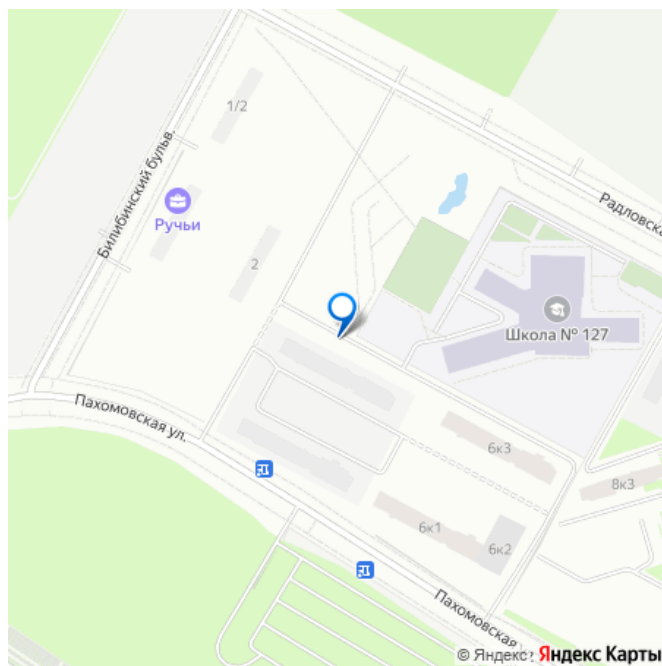 1/2
Билибинский бульв.
Ручьи
2
Радловска
Школа № 127
Пахомовская ул.
6к3
8к3
6к1
6к2
Пахомовская
© Яндекс Яндекс Карты